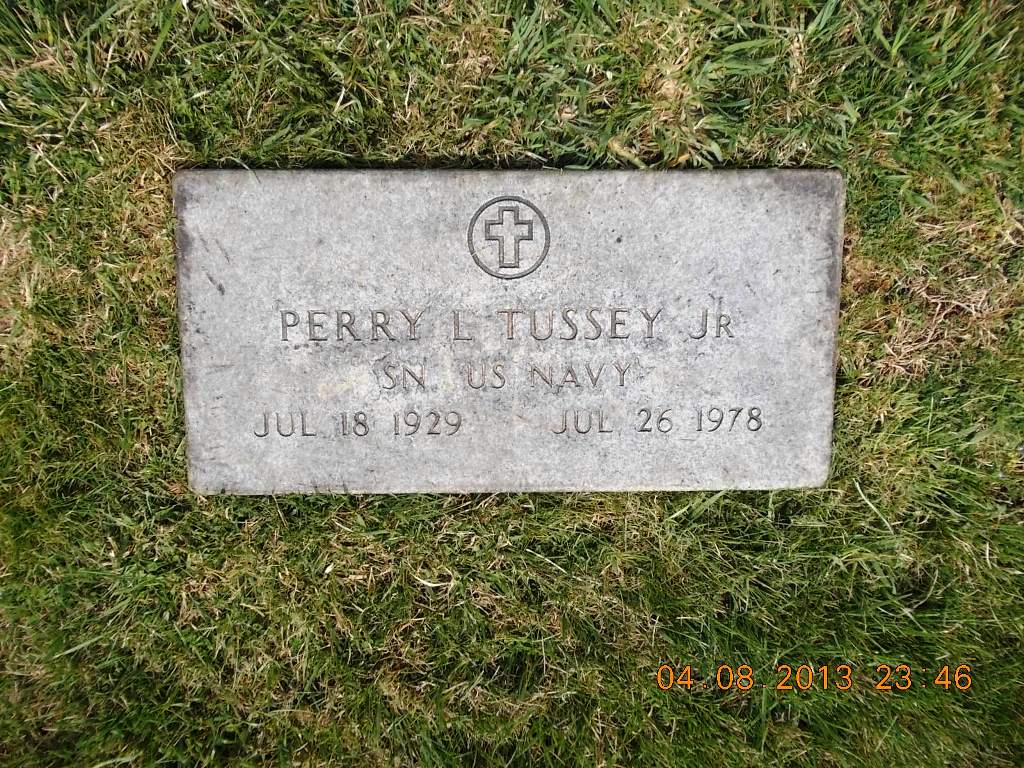 PERRY L TUSSEY JR
SN US NAVY
JUL 18 1929 JUL 26 1978
04.08.2013 23:46